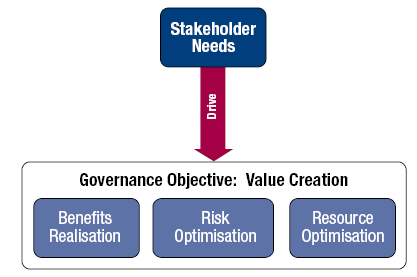 Stakeholder
Needs
Drive
Governance Objective: Value Creation
Benefits
Realisation
Risk
Optimisation
Resource
Optimisation